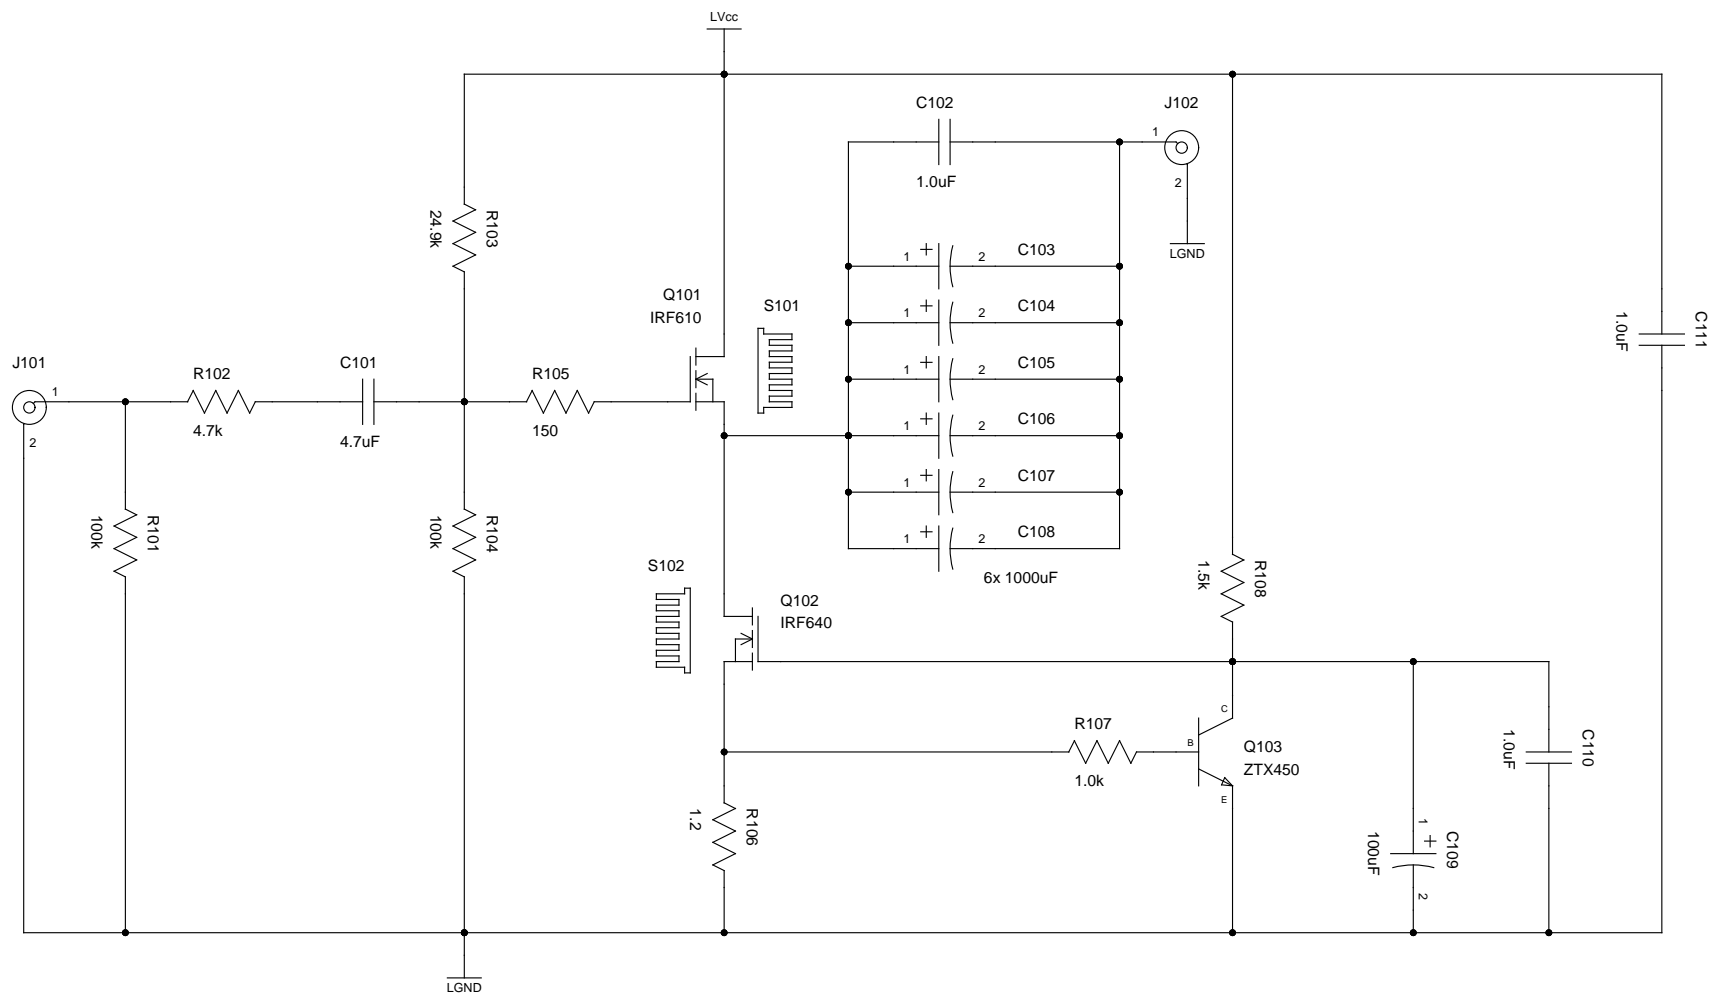 LVcc
C102
1.0uF
J102
1
2
LGND
R103
24.9k
1
+
2
C103
1
+
2
C104
1
+
2
C105
1
+
2
C106
1
+
2
C107
1
+
2
C108
6x 1000uF
Q101
IRF610
S101
C111
1.0uF
J101
1
2
R102
4.7k
C101
4.7uF
R105
150
R101
100k
R104
100k
S102
Q102
IRF640
R108
1.5k
R107
1.0k
C
B
E
Q103
ZTX450
C110
1.0uF
R106
1.2
1
+
C109
100uF
2
LGND